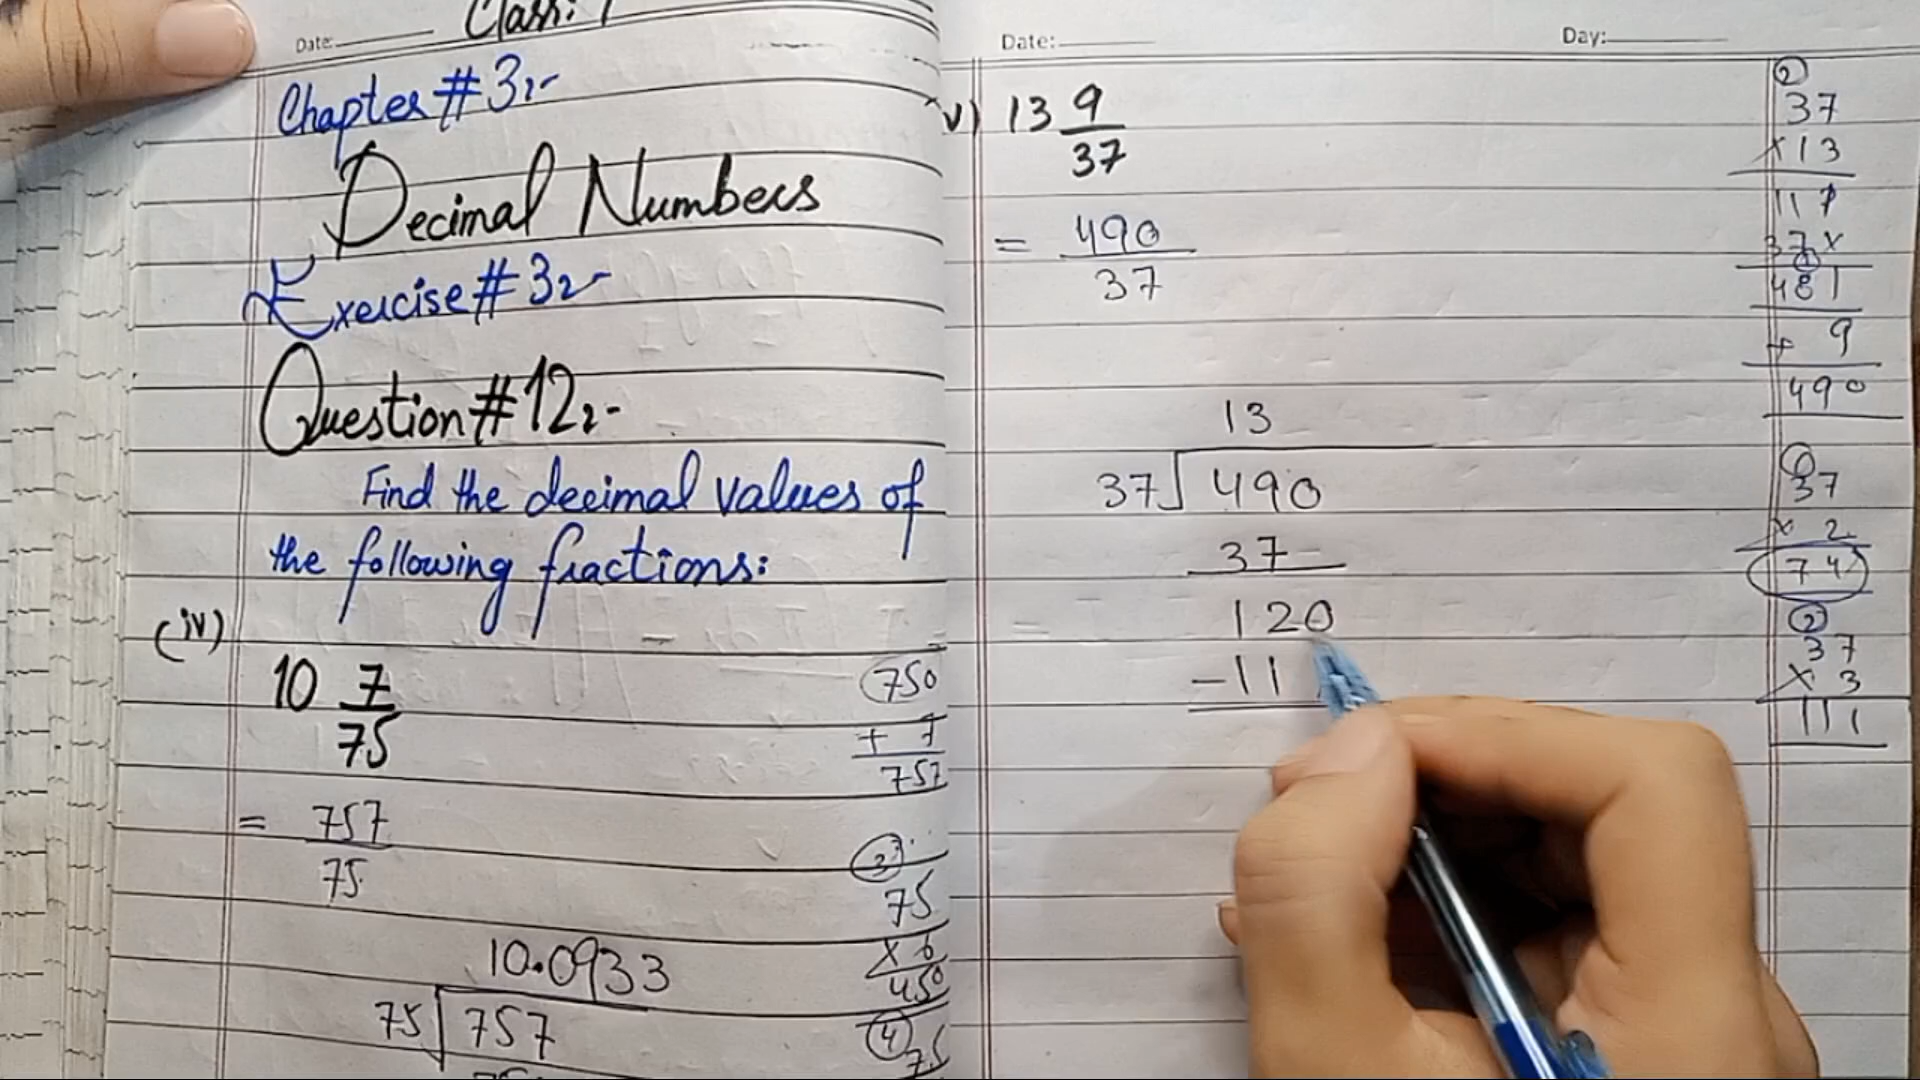 Date:
Class: 7
Chapter # 3:-
Decimal Numbers
Exercise # 3:-
Question # 12:-
Find the decimal values of
the following fractions:
(iv)
10 7/75
= 757/75
750
+ 7
757
3
75
x 6
450
4
75
10.0933
75 757
Date:
Day:
v) 13 9/37
= 490/37
13
37 490
37
120
-11
2
37
x13
111
37x
1
481
+ 9
490
37
x 2
74
2
37
x 3
111